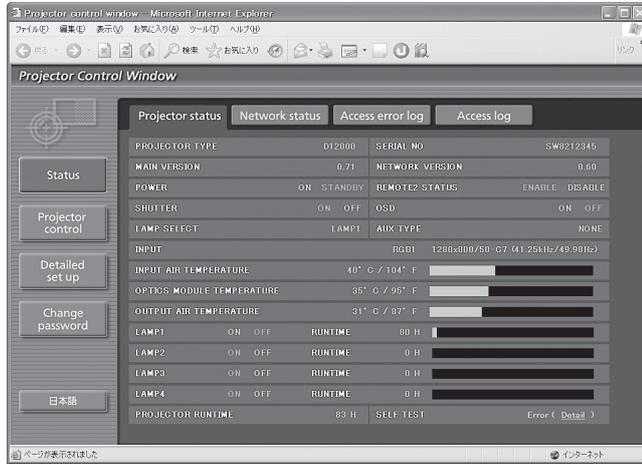 Projector control window - Microsoft Internet Explorer
ファイル(F) 編集(E) 表示(V) お気に入り(A) ツール(T) ヘルプ(H)
戻る 検索 お気に入り リンク
Projector Control Window
Projector status Network status Access error log Access log
Status
Projector control
Detailed set up
Change password
日本語
PROJECTOR TYPE D12000 SERIAL NO SW8212345
MAIN VERSION 0.71 NETWORK VERSION 0.60
POWER ON STANDBY REMOTE2 STATUS ENABLE DISABLE
SHUTTER ON OFF OSD ON OFF
LAMP SELECT LAMP1 AUX TYPE NONE
INPUT RGB1 1280x000/50-C7 (41.25kHz/49.98Hz)
INPUT AIR TEMPERATURE 40° C / 104° F
OPTICS MODULE TEMPERATURE 35° C / 95° F
OUTPUT AIR TEMPERATURE 31° C / 87° F
LAMP1 ON OFF RUNTIME 80 H
LAMP2 ON OFF RUNTIME 0 H
LAMP3 ON OFF RUNTIME 0 H
LAMP4 ON OFF RUNTIME 0 H
PROJECTOR RUNTIME 83 H SELF TEST Error ( Detail )
ページが表示されました インターネット